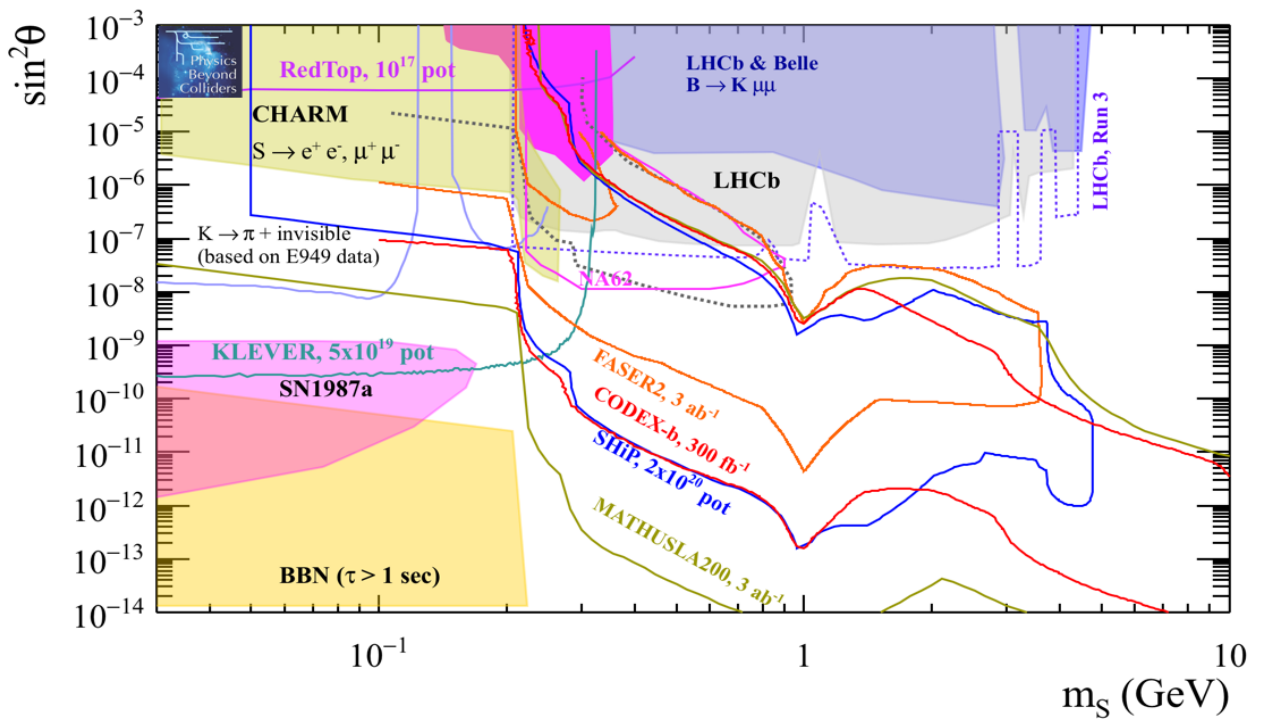 sin²θ
10⁻³
10⁻⁴
10⁻⁵
10⁻⁶
10⁻⁷
10⁻⁸
10⁻⁹
10⁻¹⁰
10⁻¹¹
10⁻¹²
10⁻¹³
10⁻¹⁴
Physics
Beyond
Colliders
RedTop, 10¹⁷ pot
LHCb & Belle
B → K μμ
CHARM
S → e⁺ e⁻, μ⁺ μ⁻
LHCb
LHCb, Run 3
K → π + invisible
(based on E949 data)
NA62
KLEVER, 5x10¹⁹ pot
SN1987a
FASER2, 3 ab⁻¹
CODEX-b, 300 fb⁻¹
SHiP, 2x10²⁰ pot
MATHUSLA200, 3 ab⁻¹
BBN (τ > 1 sec)
10⁻¹
1
10
m_S (GeV)